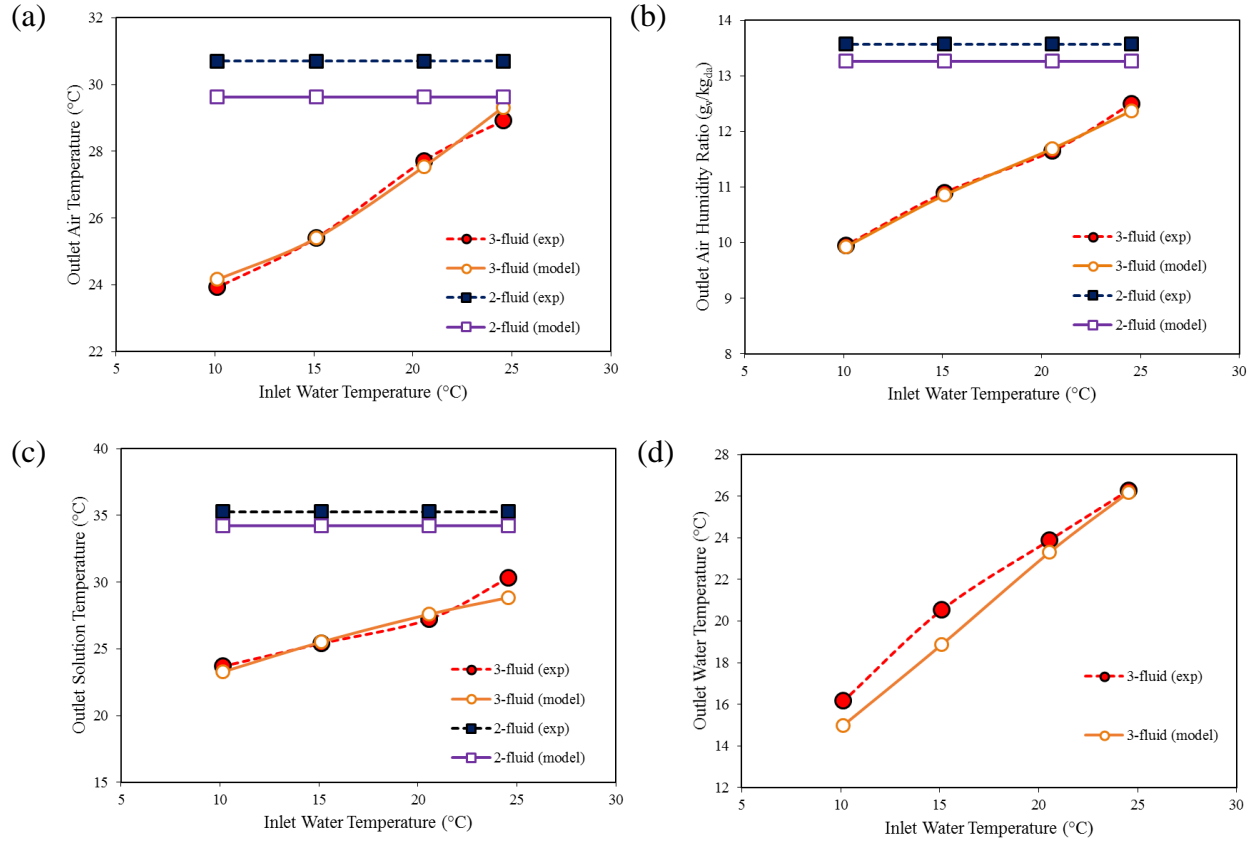 (a)
32
30
28
26
24
22
5
10
15
20
25
30
Outlet Air Temperature (°C)
Inlet Water Temperature (°C)
3-fluid (exp)
3-fluid (model)
2-fluid (exp)
2-fluid (model)
(b)
14
13
12
11
10
9
8
5
10
15
20
25
30
Outlet Air Humidity Ratio (gv/kgda)
Inlet Water Temperature (°C)
3-fluid (exp)
3-fluid (model)
2-fluid (exp)
2-fluid (model)
(c)
40
35
30
25
20
15
5
10
15
20
25
30
Outlet Solution Temperature (°C)
Inlet Water Temperature (°C)
3-fluid (exp)
3-fluid (model)
2-fluid (exp)
2-fluid (model)
(d)
28
26
24
22
20
18
16
14
12
5
10
15
20
25
30
Outlet Water Temperature (°C)
Inlet Water Temperature (°C)
3-fluid (exp)
3-fluid (model)